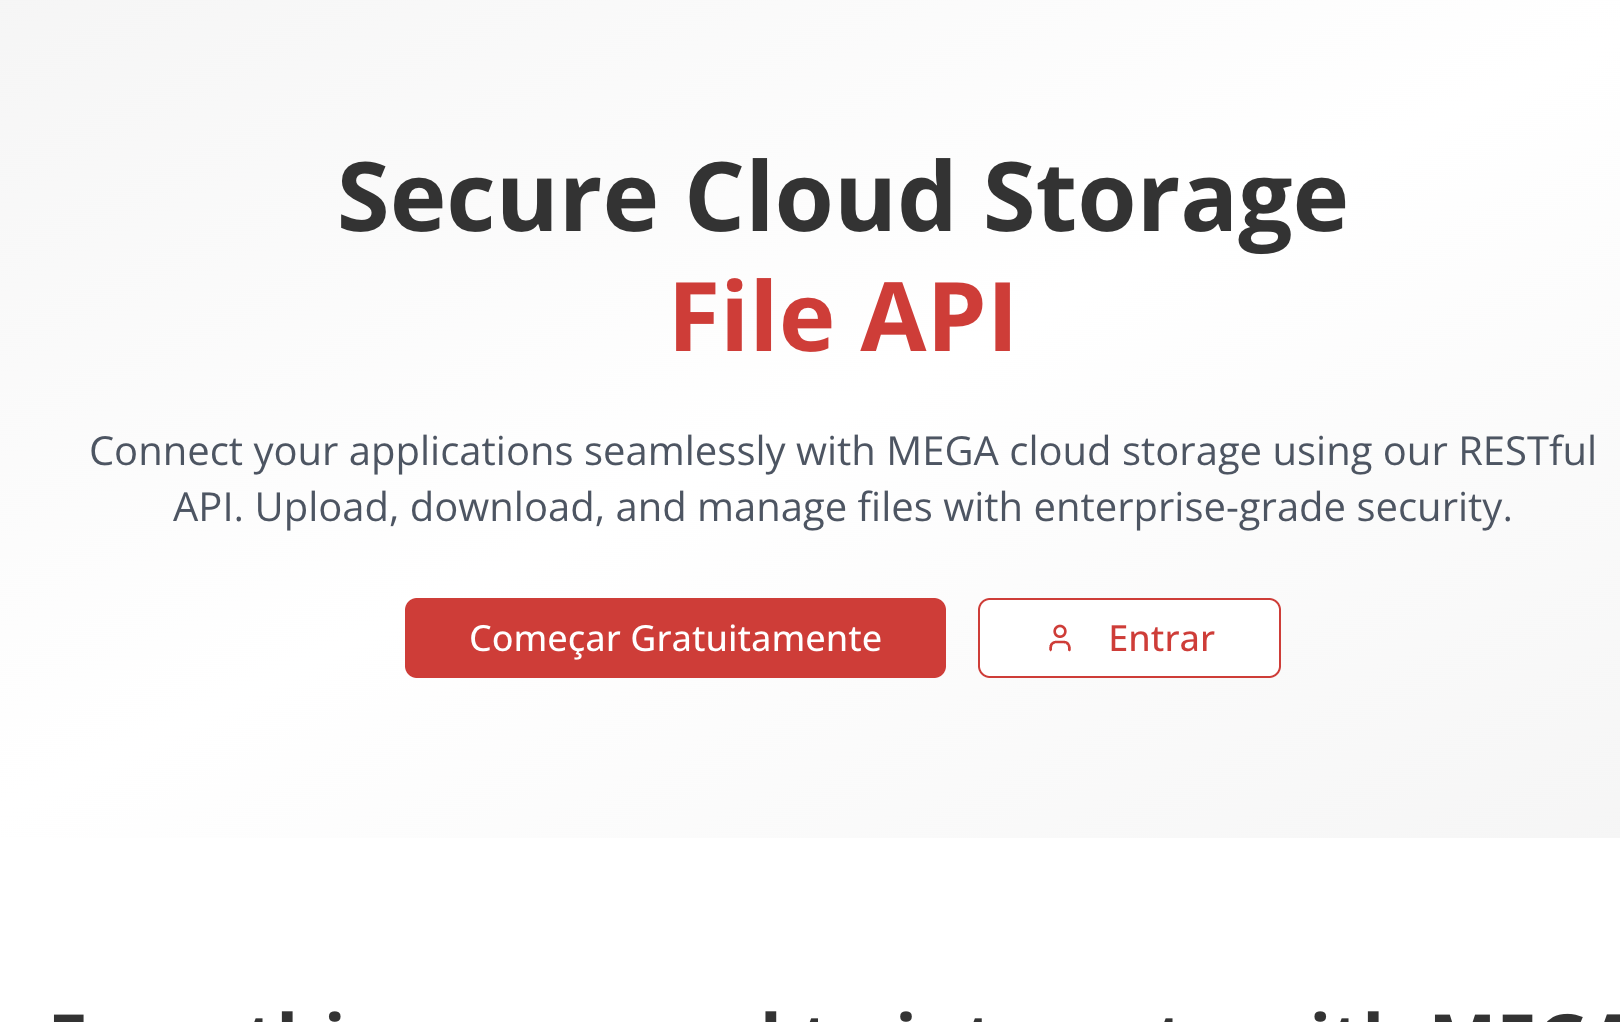 Secure Cloud Storage
File API
Connect your applications seamlessly with MEGA cloud storage using our RESTful
API. Upload, download, and manage files with enterprise-grade security.
Começar Gratuitamente
Entrar